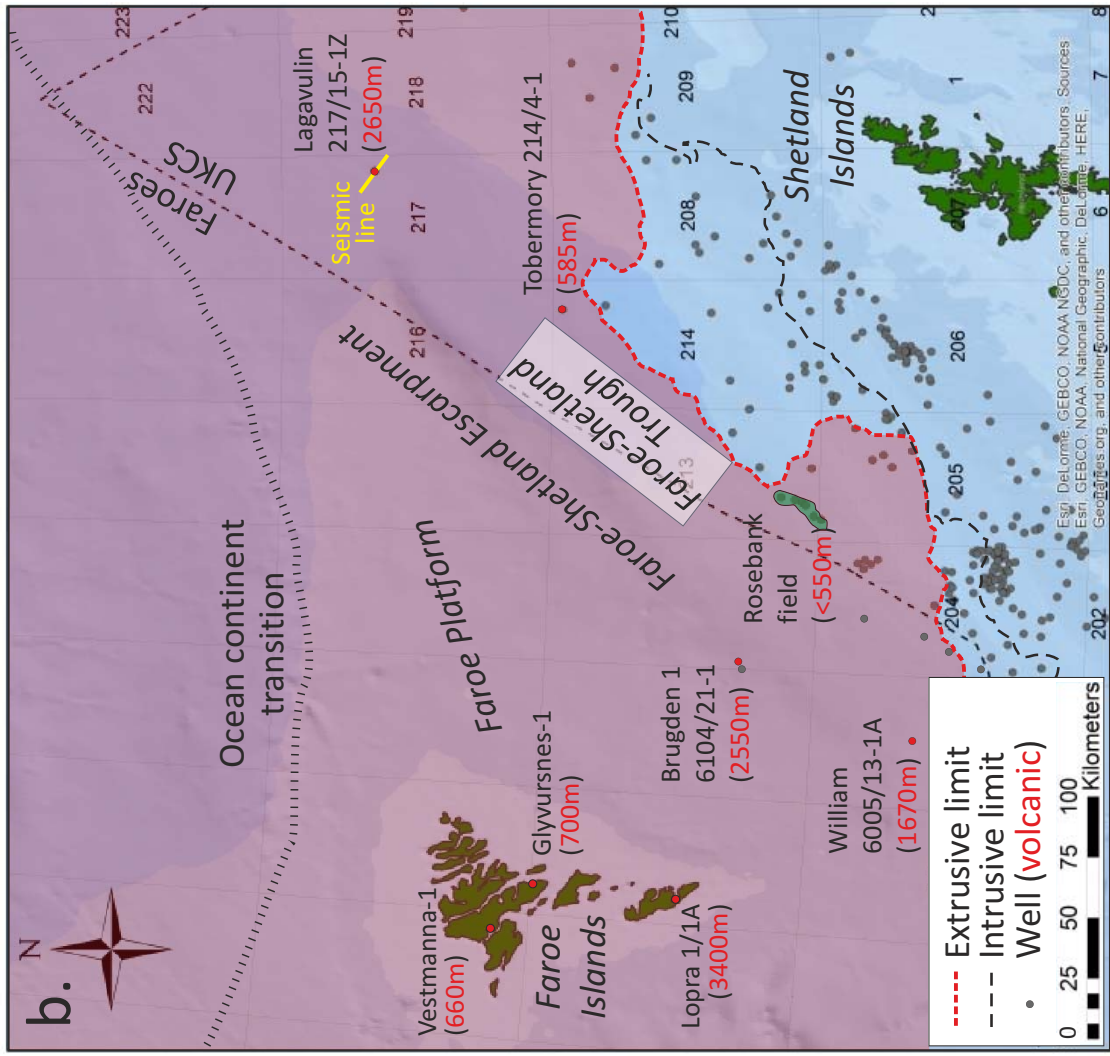 b.
N
Ocean continent
transition
Faroes
UKCS
222
223
Lagavulin
217/15-1Z
(2650m)
Seismic
line
219
218
217
216
Vestmanna-1
(660m)
Glyvursnes-1
(700m)
Faroe
Islands
Lopra 1/1A
(3400m)
Faroe Platform
Faroe-Shetland Escarpment
Faroe-Shetland
Trough
213
Tobermory 214/4-1
(585m)
210
209
208
214
Brugden 1
6104/21-1
(2550m)
Rosebank
field
(<550m)
William
6005/13-1A
(1670m)
Shetland
Islands
2
1
207
206
205
204
202
8
7
6
5
Extrusive limit
Intrusive limit
Well (volcanic)
0 25 50 75 100
Kilometers
Esri, DeLorme, GEBCO, NOAA NGDC, and other contributors, Sources
Esri, GEBCO, NOAA, National Geographic, DeLorme, HERE,
Geonames.org, and other contributors